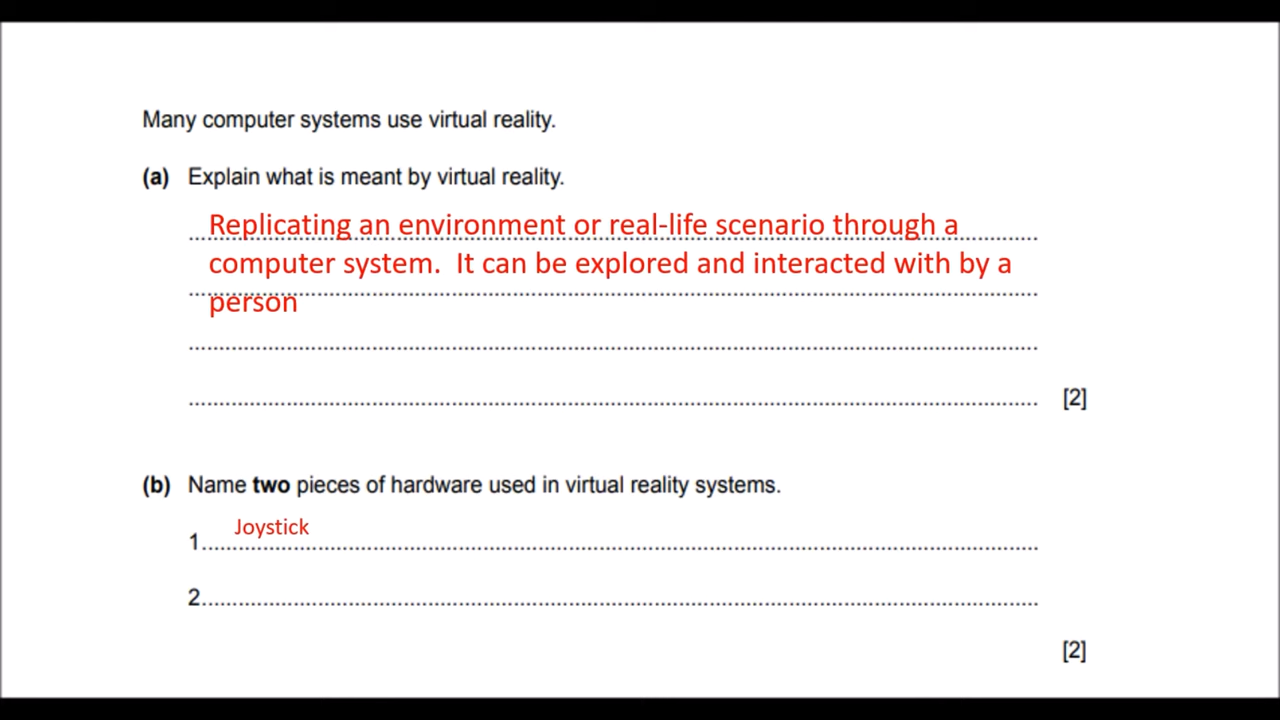 Many computer systems use virtual reality.
(a) Explain what is meant by virtual reality.
Replicating an environment or real-life scenario through a
computer system. It can be explored and interacted with by a
person
[2]
(b) Name two pieces of hardware used in virtual reality systems.
Joystick
1
2
[2]